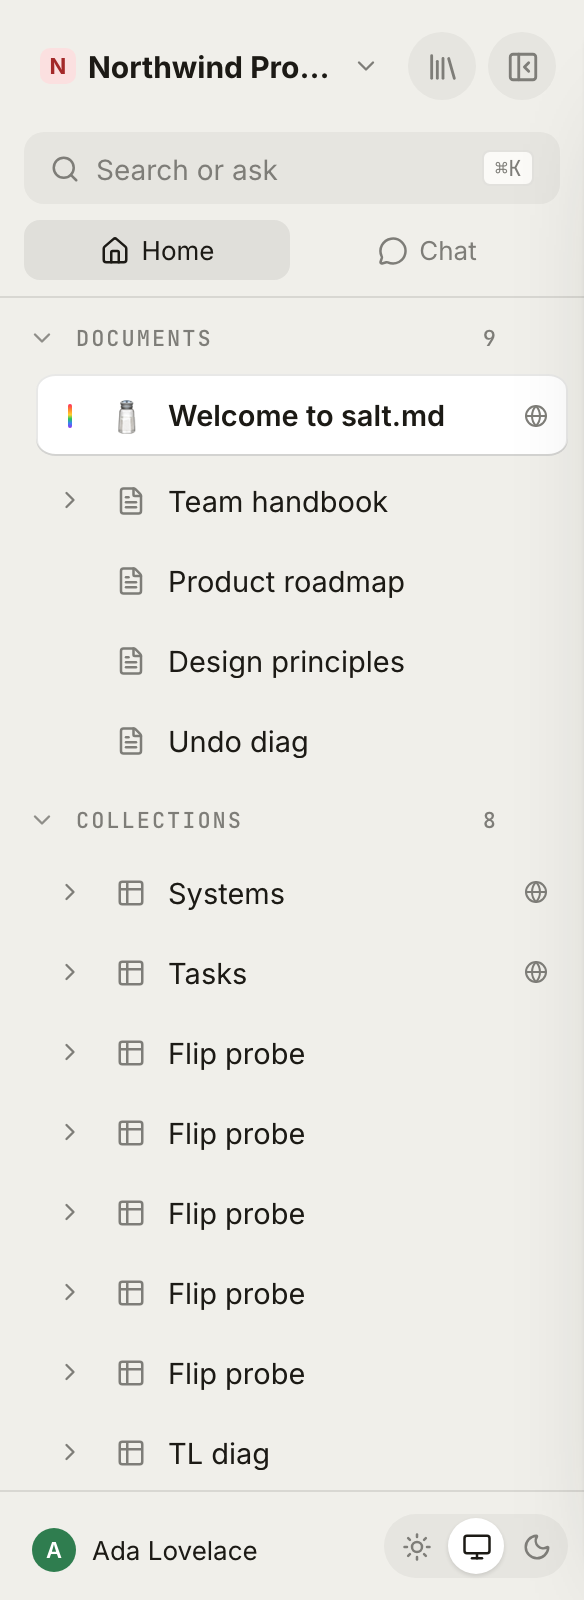 N Northwind Pro...
Search or ask ⌘K
Home Chat
DOCUMENTS 9
Welcome to salt.md
Team handbook
Product roadmap
Design principles
Undo diag
COLLECTIONS 8
Systems
Tasks
Flip probe
Flip probe
Flip probe
Flip probe
Flip probe
TL diag
A Ada Lovelace